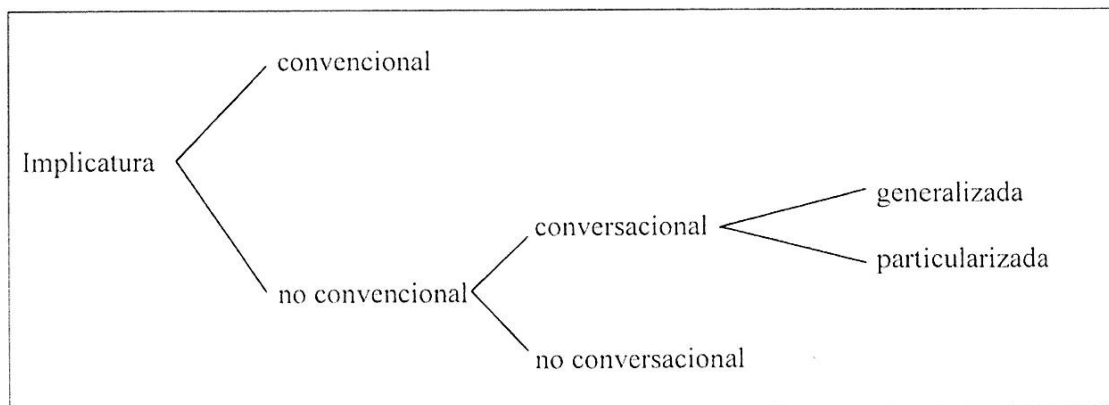 convencional
Implicatura
generalizada
conversacional
particularizada
no convencional
no conversacional